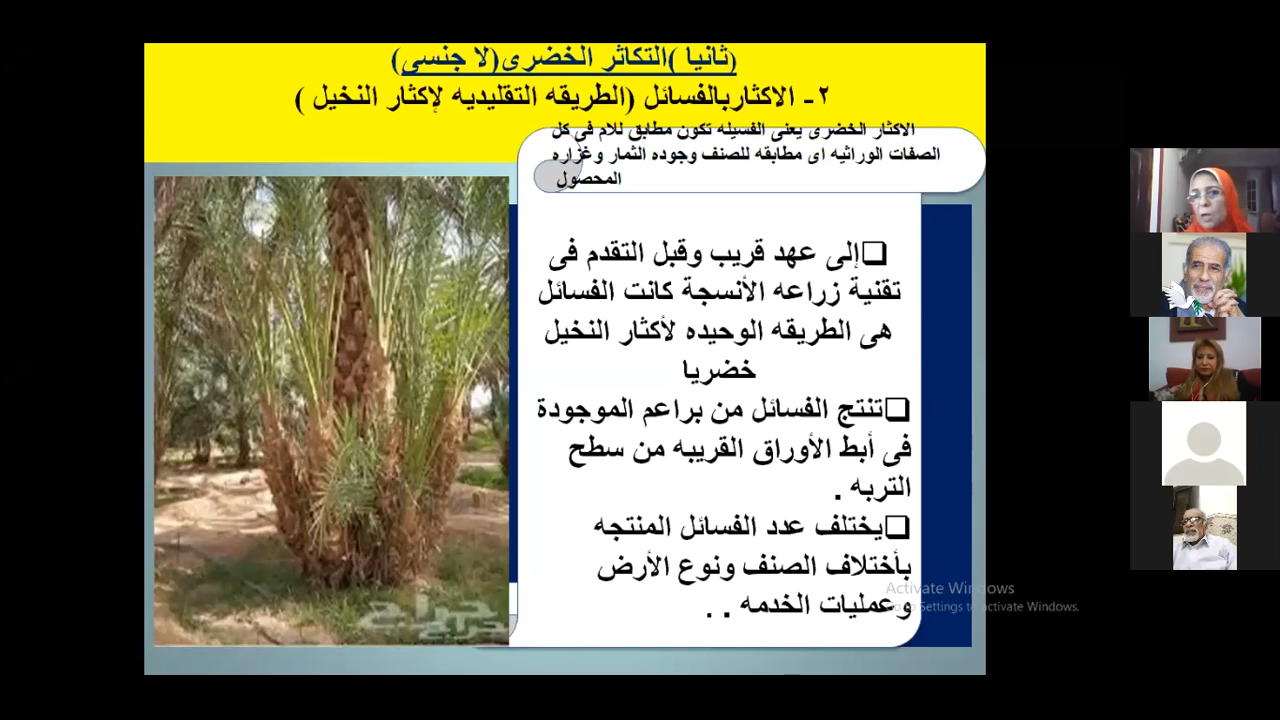 (ثانيا )التكاثر الخضرى(لا جنسى)
٢- الاكثاربالفسائل (الطريقه التقليديه لإكثار النخيل )
الاكثار الخضرى يعنى الفسيله تكون مطابق للام فى كل
الصفات الوراثيه اى مطابقه للصنف وجوده الثمار وغزاره
المحصول
❑إلى عهد قريب وقبل التقدم فى
تقنية زراعه الأنسجة كانت الفسائل
هى الطريقه الوحيده لأكثار النخيل
خضريا
❑تنتج الفسائل من براعم الموجودة
فى أبط الأوراق القريبه من سطح
التربه .
❑يختلف عدد الفسائل المنتجه
بأختلاف الصنف ونوع الأرض
وعمليات الخدمه . .
حراج
Activate Windows
Go to Settings to activate Windows.